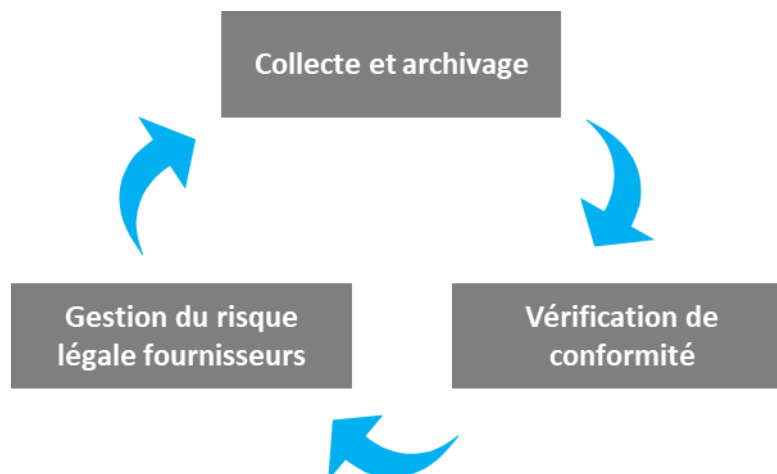 Collecte et archivage
Gestion du risque
légale fournisseurs
Vérification de
conformité